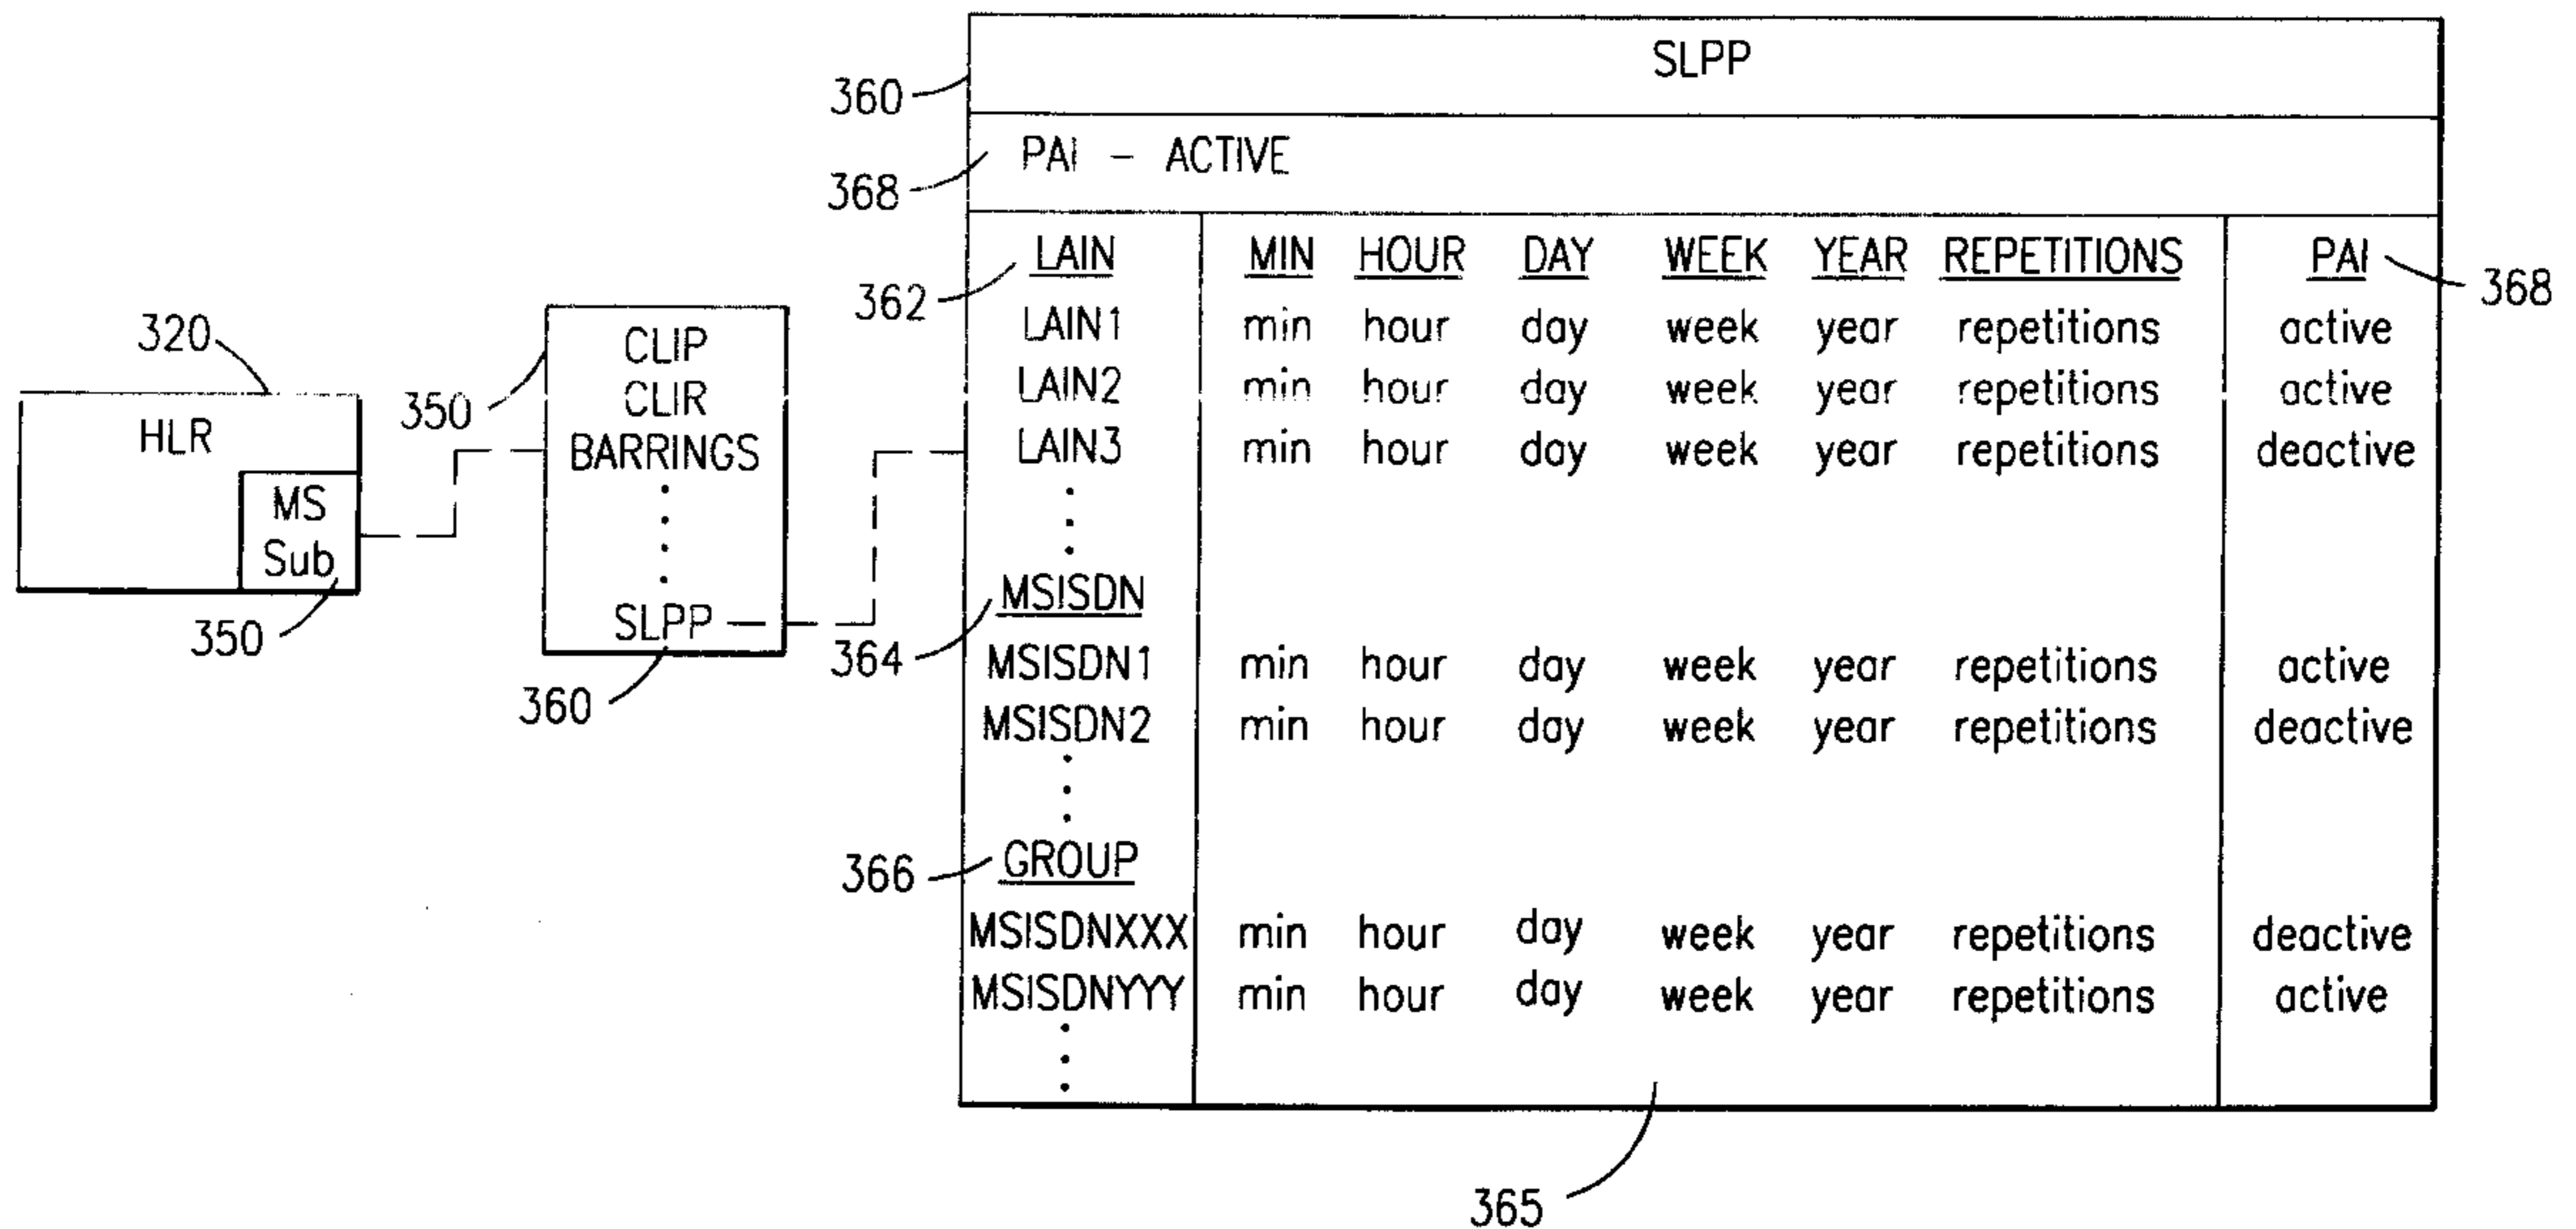 320
HLR
MS
Sub
350
350
CLIP
CLIR
BARRINGS
SLPP
360
360
SLPP
368
PAI - ACTIVE
362
LAIN MIN HOUR DAY WEEK YEAR REPETITIONS PAI
368
LAIN1 min hour day week year repetitions active
LAIN2 min hour day week year repetitions active
LAIN3 min hour day week year repetitions deactive
364
MSISDN
MSISDN1 min hour day week year repetitions active
MSISDN2 min hour day week year repetitions deactive
366
GROUP
MSISDNXXX min hour day week year repetitions deactive
MSISDNYYY min hour day week year repetitions active
365